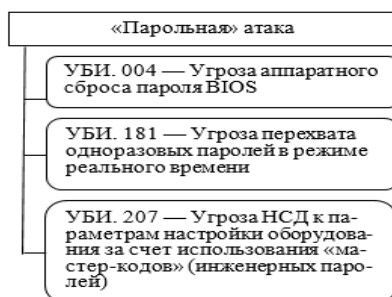 «Парольная» атака
УБИ. 004 — Угроза аппаратного
сброса пароля BIOS
УБИ. 181 — Угроза перехвата
одноразовых паролей в режиме
реального времени
УБИ. 207 — Угроза НСД к па-
раметрам настройки оборудова-
ния за счет использования «ма-
стер-кодов» (инженерных паро-
лей)